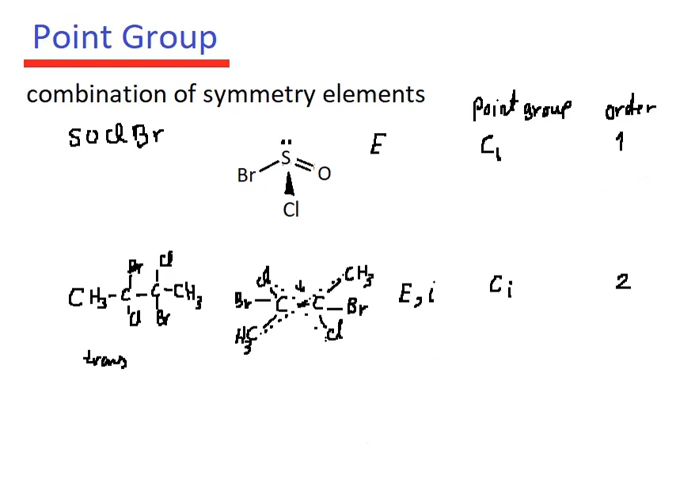 Point Group
combination of symmetry elements
Point group order
SOClBr E C₁ 1
Br S O
Cl
Br Cl
CH₃-C-C-CH₃
Cl Br
trans
Cl CH₃
Br-C-C-Br
H₃C Cl
E, i Ci 2